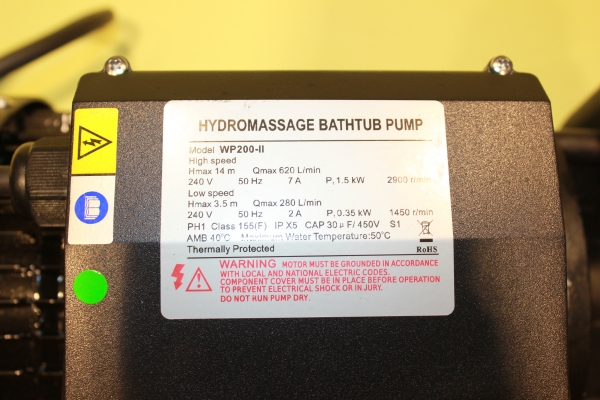 HYDROMASSAGE BATHTUB PUMP
Model WP200-II
High speed
Hmax 14 m Qmax 620 L/min
240 V 50 Hz 7 A P₁ 1.5 kW 2900 r/min
Low speed
Hmax 3.5 m Qmax 280 L/min
240 V 50 Hz 2 A P₁ 0.35 kW 1450 r/min
PH1 Class 155(F) IP X5 CAP 30 μ F/ 450V S1
AMB 40°C Maximum Water Temperature:50°C
Thermally Protected RoHS
WARNING MOTOR MUST BE GROUNDED IN ACCORDANCE
WITH LOCAL AND NATIONAL ELECTRIC CODES.
COMPONENT COVER MUST BE IN PLACE BEFORE OPERATION
TO PREVENT ELECTRICAL SHOCK OR IN JURY.
DO NOT RUN PUMP DRY.